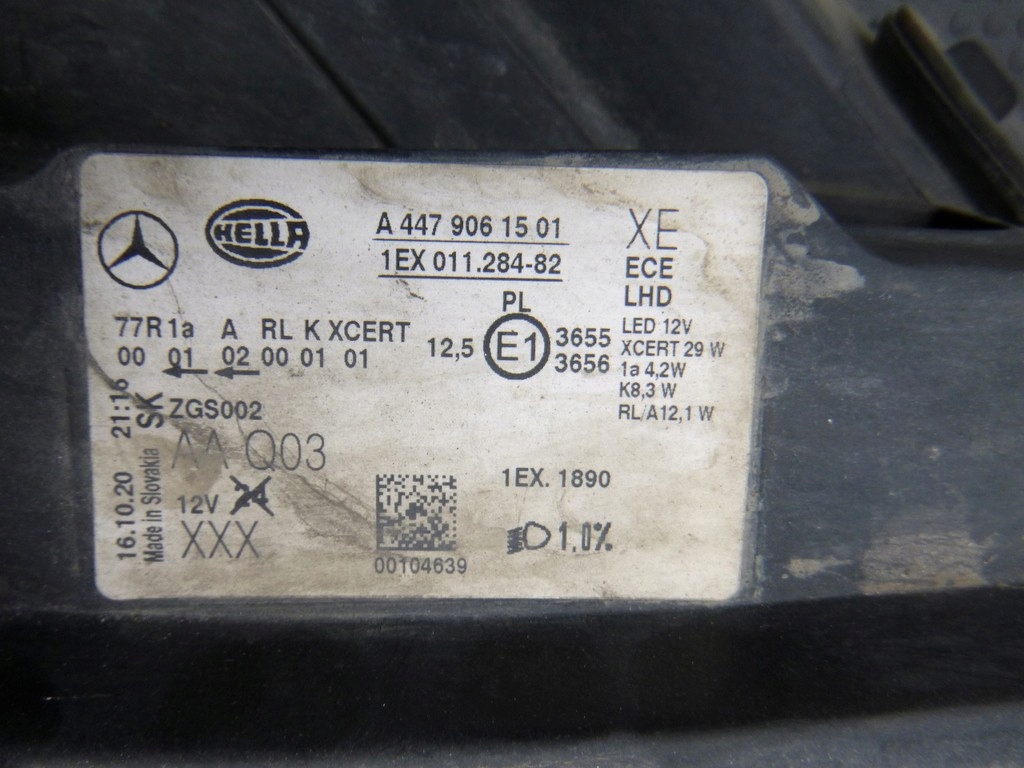 HELLA
A 447 906 15 01
1EX 011.284-82
XE
ECE
LHD
PL
77R 1a A RL K XCERT
00 01 02 00 01 01
12,5
E1
3655
3656
LED 12V
XCERT 29 W
1a 4,2W
K8,3 W
RL/A12,1 W
16.10.20 21:16
Made in Slovakia SK
ZGS002
AA Q03
12V 24
XXX
00104639
1EX. 1890
1,0%